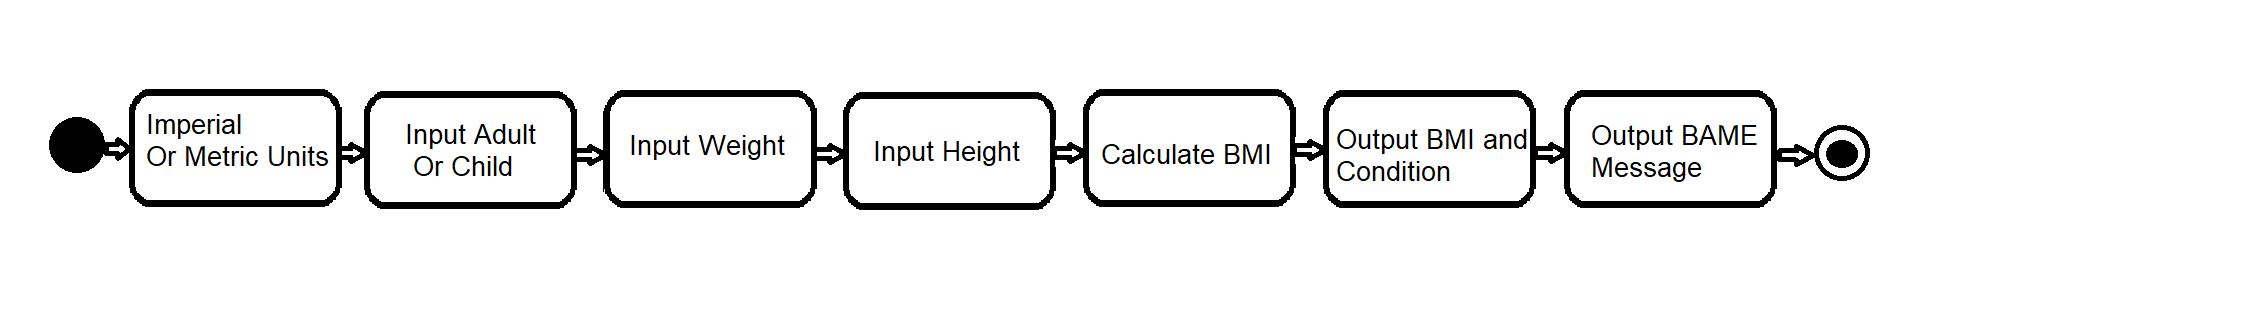 Imperial
Or Metric Units
Input Adult
Or Child
Input Weight
Input Height
Calculate BMI
Output BMI and
Condition
Output BAME
Message